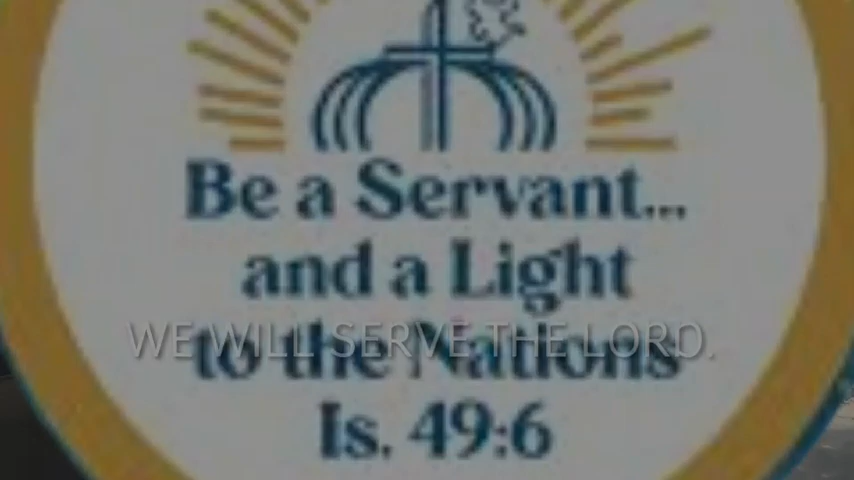 Be a Servant...
and a Light
to the Nations
WE WILL SERVE THE LORD.
Is. 49:6